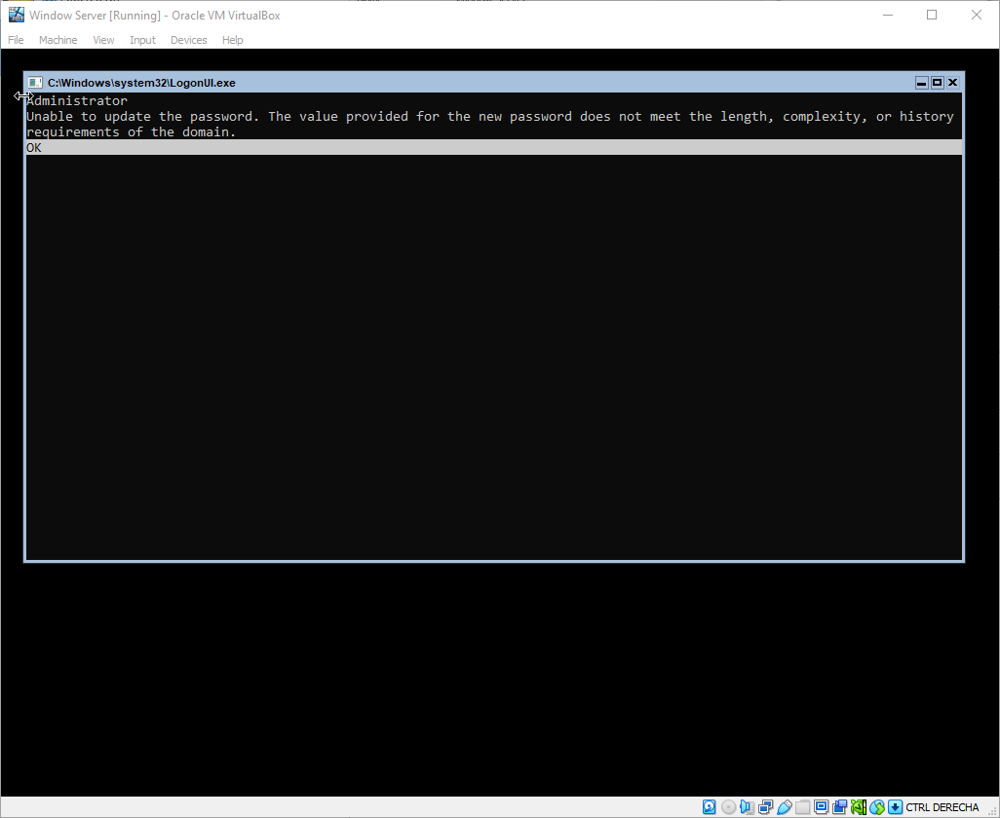 Window Server [Running] - Oracle VM VirtualBox
File Machine View Input Devices Help
C:\Windows\system32\LogonUI.exe
Administrator
Unable to update the password. The value provided for the new password does not meet the length, complexity, or history
requirements of the domain.
OK
CTRL DERECHA